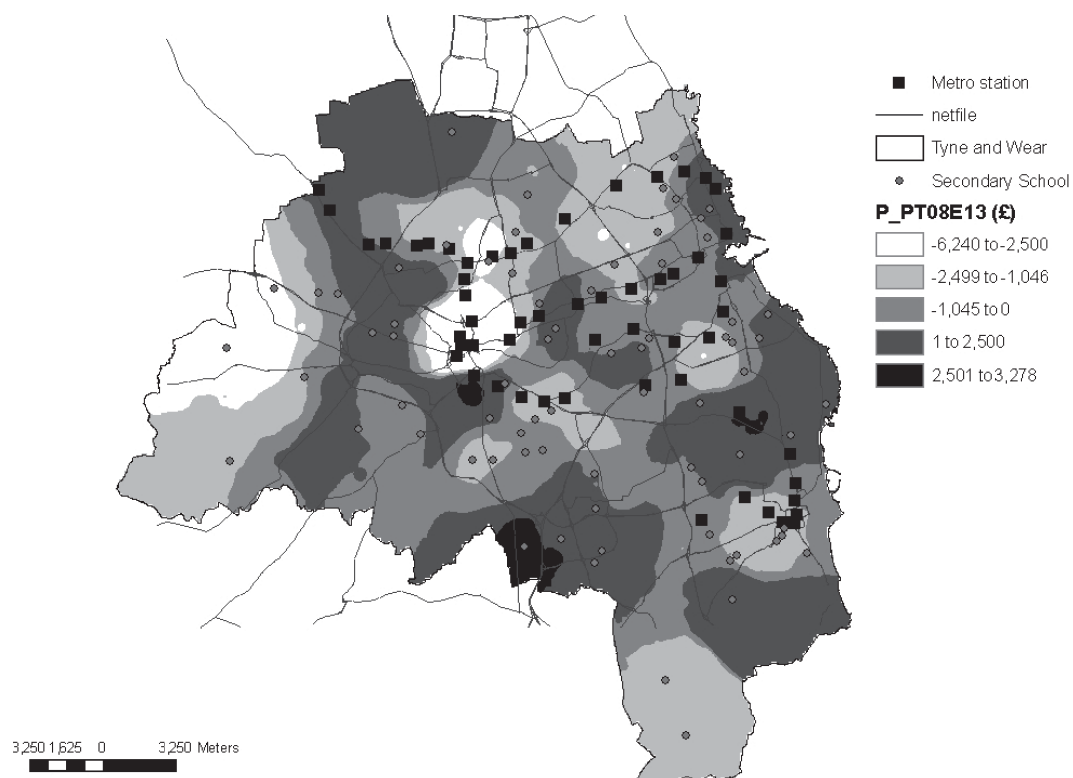 Metro station
netfile
Tyne and Wear
Secondary School
P_PT08E13 (£)
-6,240 to -2,500
-2,499 to -1,046
-1,045 to 0
1 to 2,500
2,501 to 3,278
3,250 1,625 0 3,250 Meters